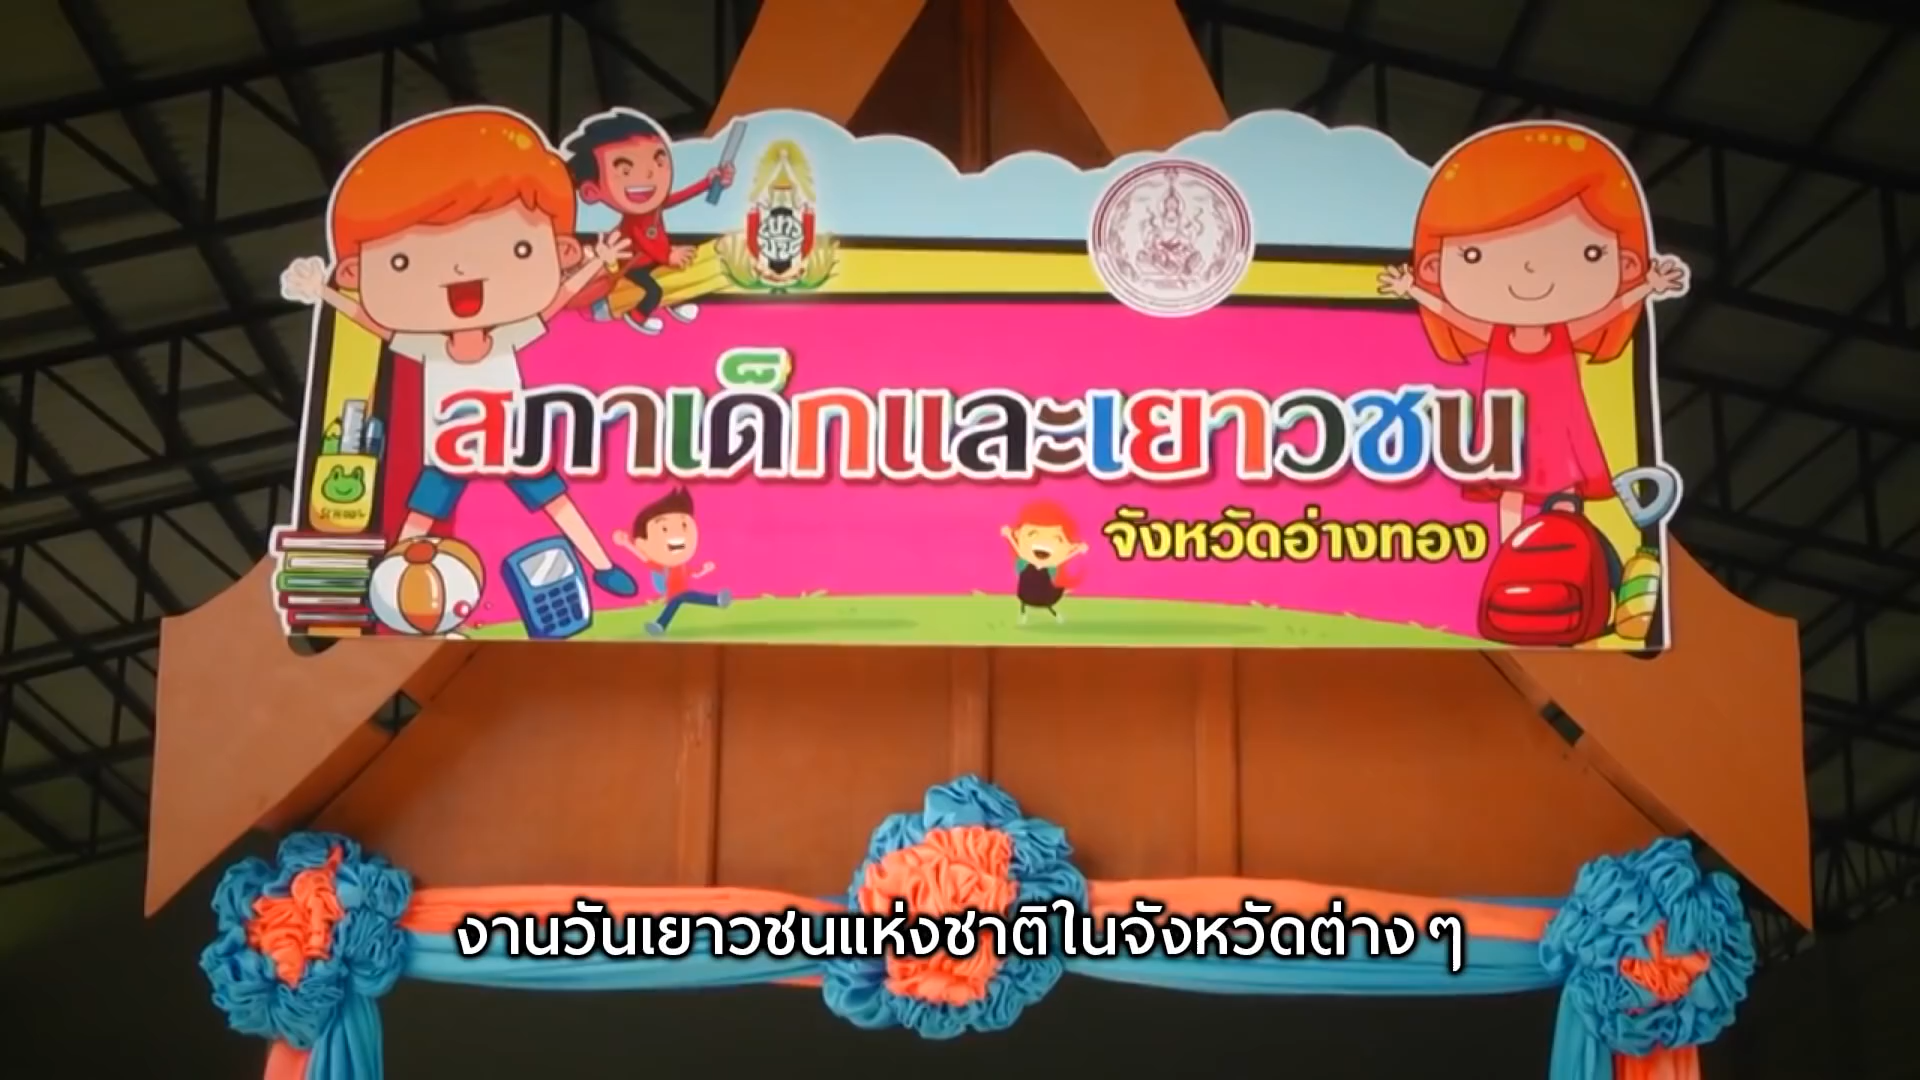 สภาเด็กและเยาวชน
จังหวัดอ่างทอง
SCHOOL
งานวันเยาวชนแห่งชาติในจังหวัดต่าง ๆ